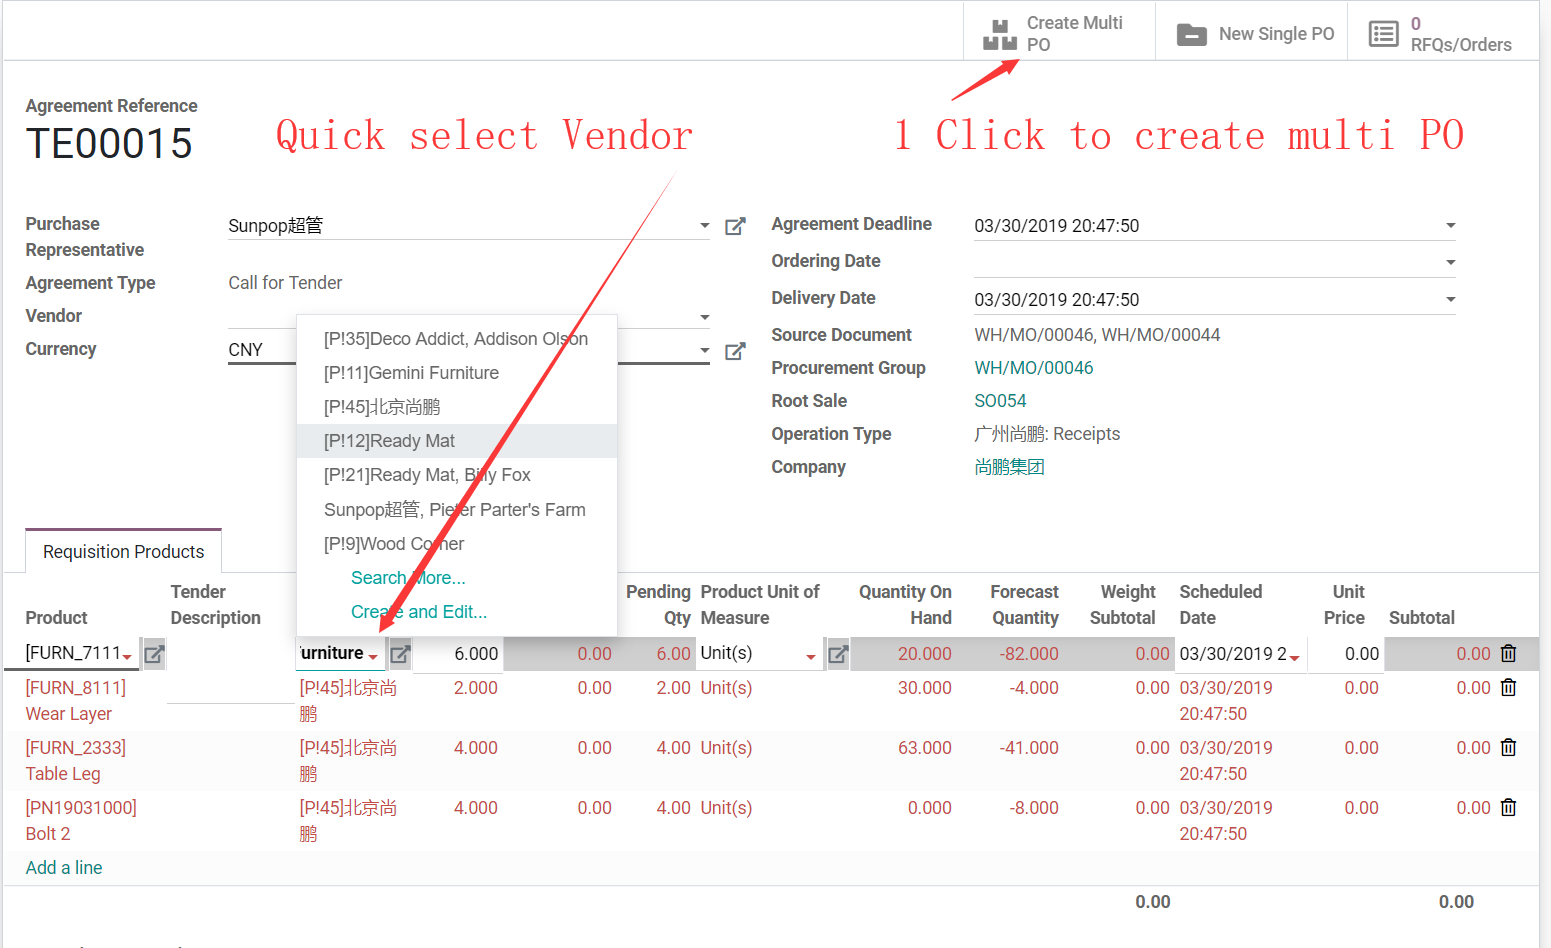 Create Multi
PO
New Single PO
0
RFQs/Orders
Agreement Reference
TE00015
Quick select Vendor
1 Click to create multi PO
Purchase
Representative
Sunpop超管
Agreement Type
Call for Tender
Vendor
Currency
CNY
Agreement Deadline
03/30/2019 20:47:50
Ordering Date
Delivery Date
03/30/2019 20:47:50
Source Document
WH/MO/00046, WH/MO/00044
Procurement Group
WH/MO/00046
Root Sale
SO054
Operation Type
广州尚鹏: Receipts
Company
尚鹏集团
[P!35]Deco Addict, Addison Olson
[P!11]Gemini Furniture
[P!45]北京尚鹏
[P!12]Ready Mat
[P!21]Ready Mat, Billy Fox
Sunpop超管, Pieter Parter's Farm
[P!9]Wood Corner
Search More...
Create and Edit...
Requisition Products
Product
Tender
Description
Pending
Qty
Product Unit of
Measure
Quantity On
Hand
Forecast
Quantity
Weight
Subtotal
Scheduled
Date
Unit
Price
Subtotal
[FURN_7111 urniture 6.000 0.00 6.00 Unit(s) 20.000 -82.000 0.00 03/30/2019 2 0.00 0.00
[FURN_8111] [P!45]北京尚 2.000 0.00 2.00 Unit(s) 30.000 -4.000 0.00 03/30/2019 0.00 0.00
Wear Layer 鹏 20:47:50
[FURN_2333] [P!45]北京尚 4.000 0.00 4.00 Unit(s) 63.000 -41.000 0.00 03/30/2019 0.00 0.00
Table Leg 鹏 20:47:50
[PN19031000] [P!45]北京尚 4.000 0.00 4.00 Unit(s) 0.000 -8.000 0.00 03/30/2019 0.00 0.00
Bolt 2 鹏 20:47:50
Add a line
0.00 0.00